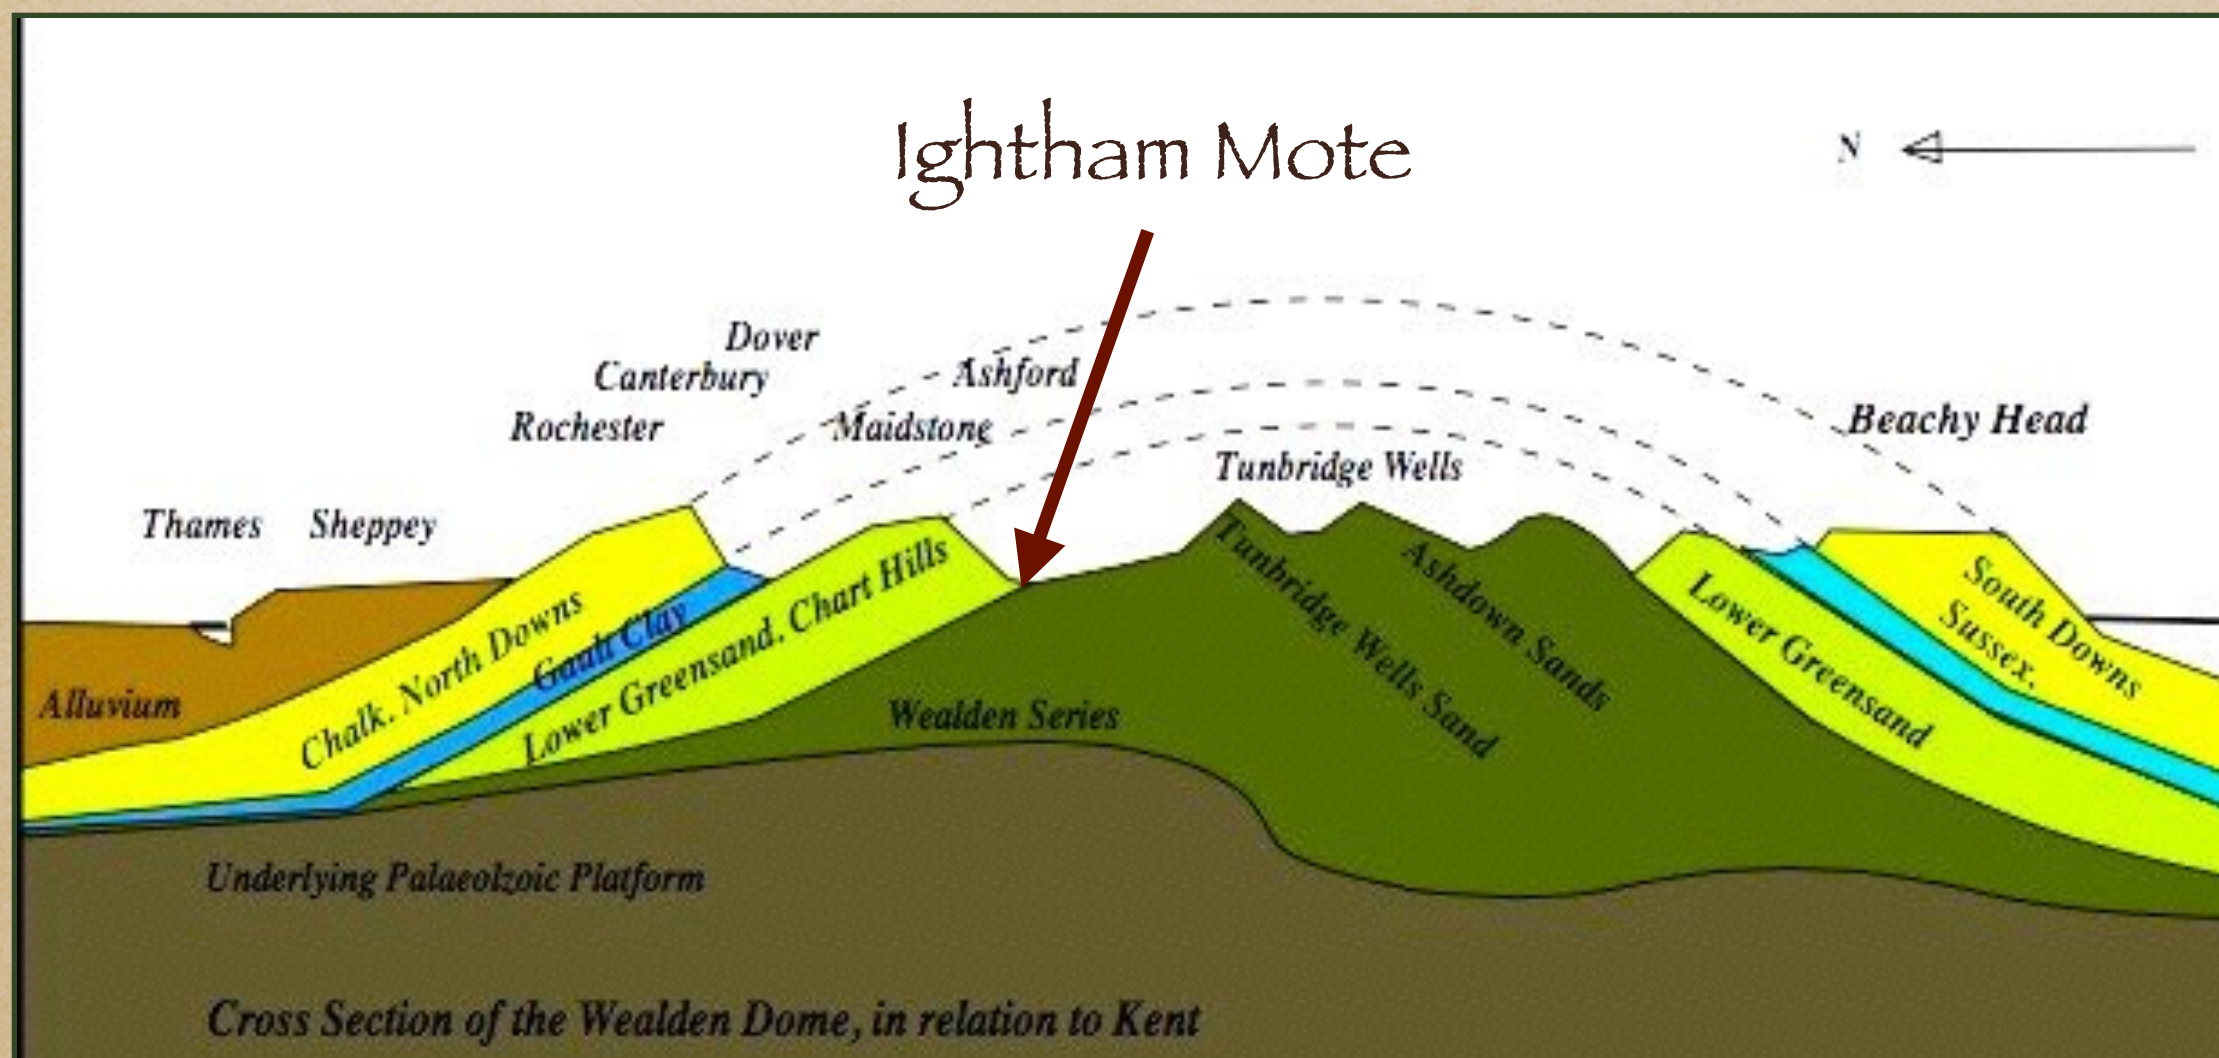 Ightham Mote
N
Dover
Canterbury
Ashford
Rochester
Maidstone
Beachy Head
Tunbridge Wells
Thames
Sheppey
Alluvium
Chalk. North Downs
Gault Clay
Lower Greensand. Chart Hills
Wealden Series
Tunbridge Wells Sand
Ashdown Sands
Lower Greensand
South Downs
Sussex.
Underlying Palaeolzoic Platform
Cross Section of the Wealden Dome, in relation to Kent